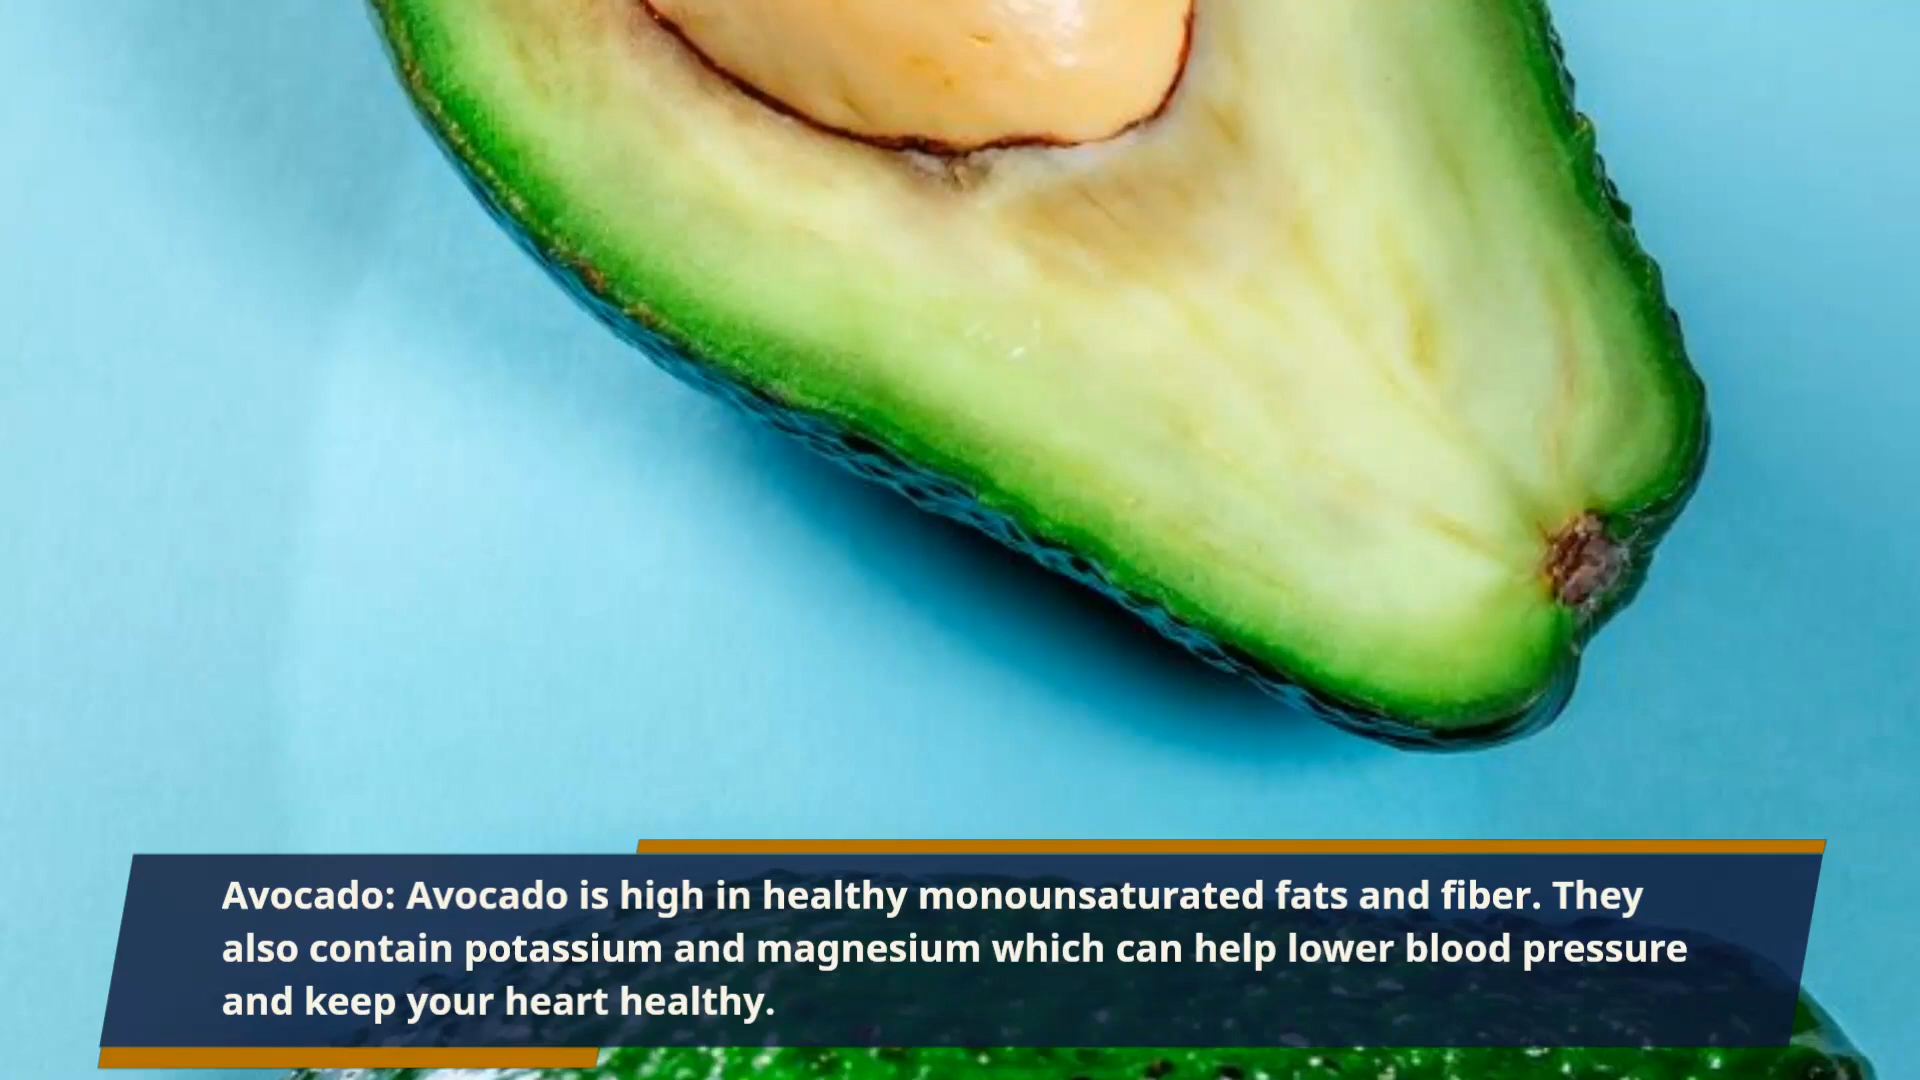 Avocado: Avocado is high in healthy monounsaturated fats and fiber. They
also contain potassium and magnesium which can help lower blood pressure
and keep your heart healthy.